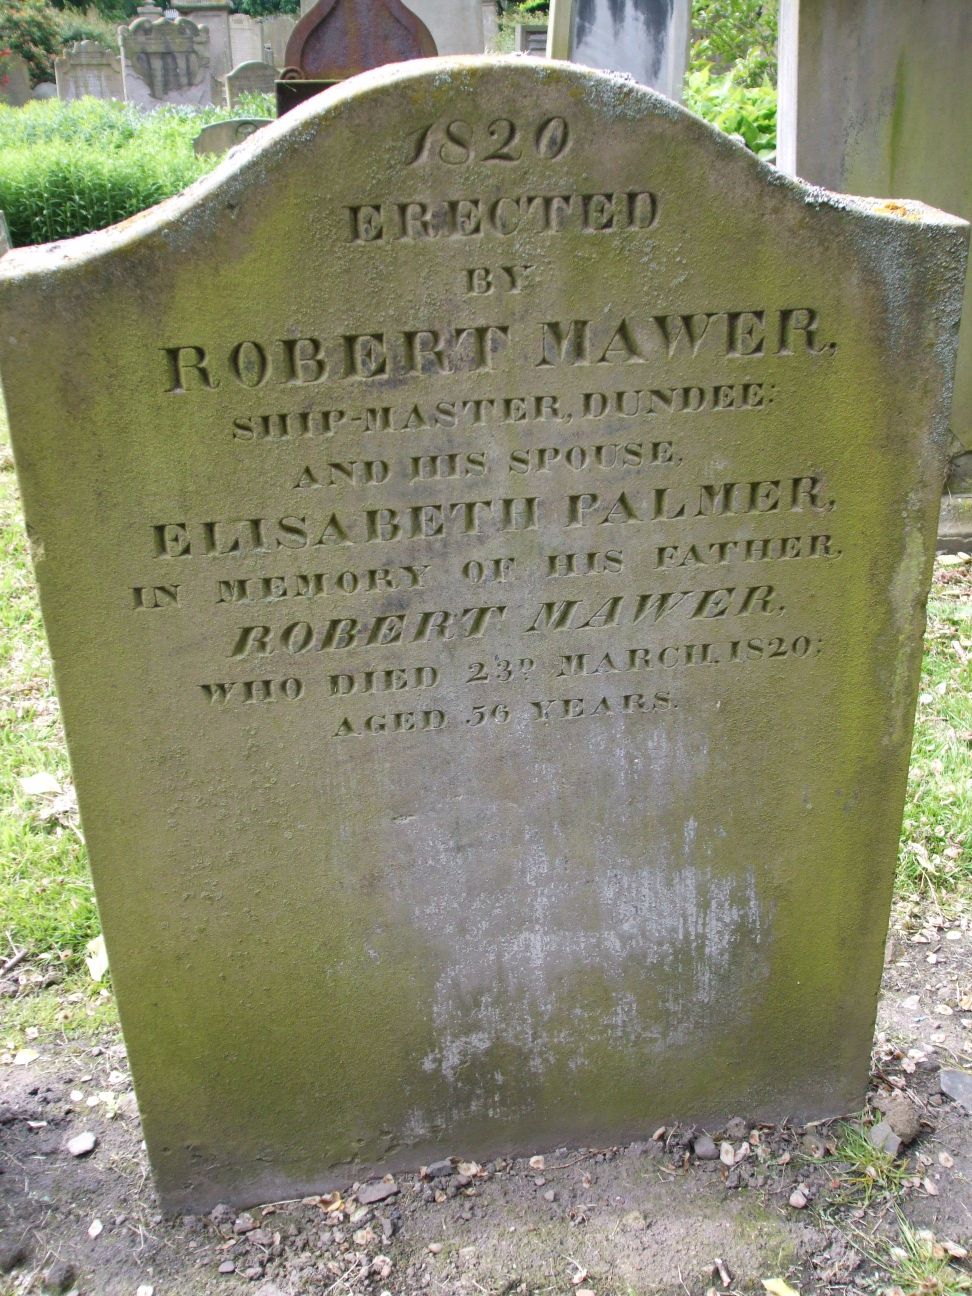 1820
ERECTED
BY
ROBERT MAWER,
SHIP-MASTER, DUNDEE:
AND HIS SPOUSE,
ELISABETH PALMER,
IN MEMORY OF HIS FATHER,
ROBERT MAWER,
WHO DIED 23D MARCH, 1820;
AGED 56 YEARS.